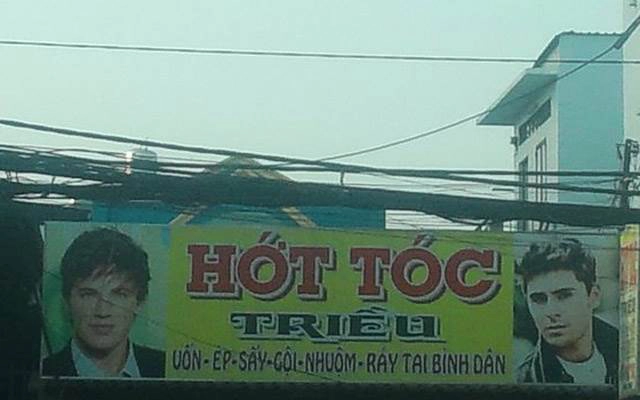 HỚT TÓC
TRIỀU
UỐN-ÉP-SẤY-GỘI-NHUỘM-RÁY TAI BÌNH DÂN